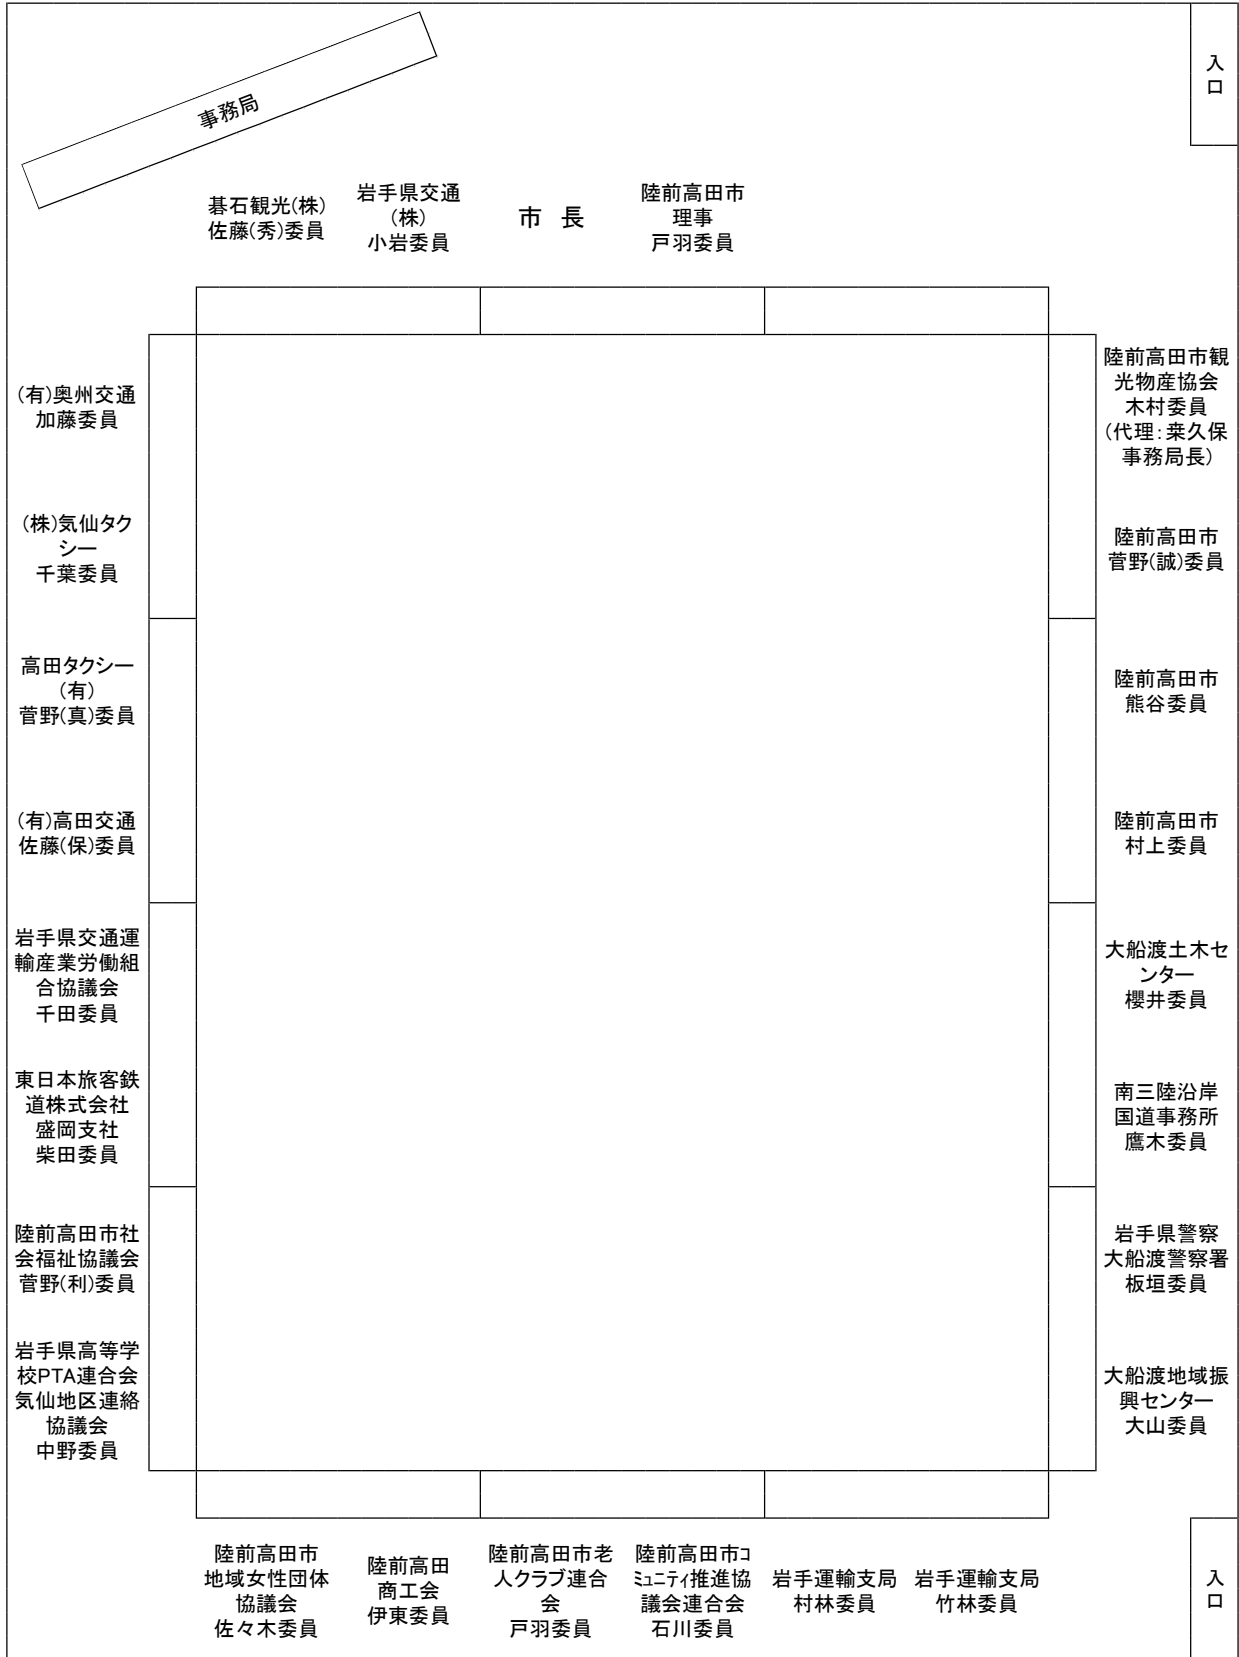 事務局
入
口
碁石観光(株)
佐藤(秀)委員
岩手県交通
(株)
小岩委員
市 長
陸前高田市
理事
戸羽委員
(有)奥州交通
加藤委員
(株)気仙タク
シー
千葉委員
高田タクシー
(有)
菅野(真)委員
(有)高田交通
佐藤(保)委員
岩手県交通運
輸産業労働組
合協議会
千田委員
東日本旅客鉄
道株式会社
盛岡支社
柴田委員
陸前高田市社
会福祉協議会
菅野(利)委員
岩手県高等学
校PTA連合会
気仙地区連絡
協議会
中野委員
陸前高田市観
光物産協会
木村委員
(代理:桒久保
事務局長)
陸前高田市
菅野(誠)委員
陸前高田市
熊谷委員
陸前高田市
村上委員
大船渡土木セ
ンター
櫻井委員
南三陸沿岸
国道事務所
鷹木委員
岩手県警察
大船渡警察署
板垣委員
大船渡地域振
興センター
大山委員
陸前高田市
地域女性団体
協議会
佐々木委員
陸前高田
商工会
伊東委員
陸前高田市老
人クラブ連合
会
戸羽委員
陸前高田市コ
ミュニティ推進協
議会連合会
石川委員
岩手運輸支局
村林委員
岩手運輸支局
竹林委員
入
口